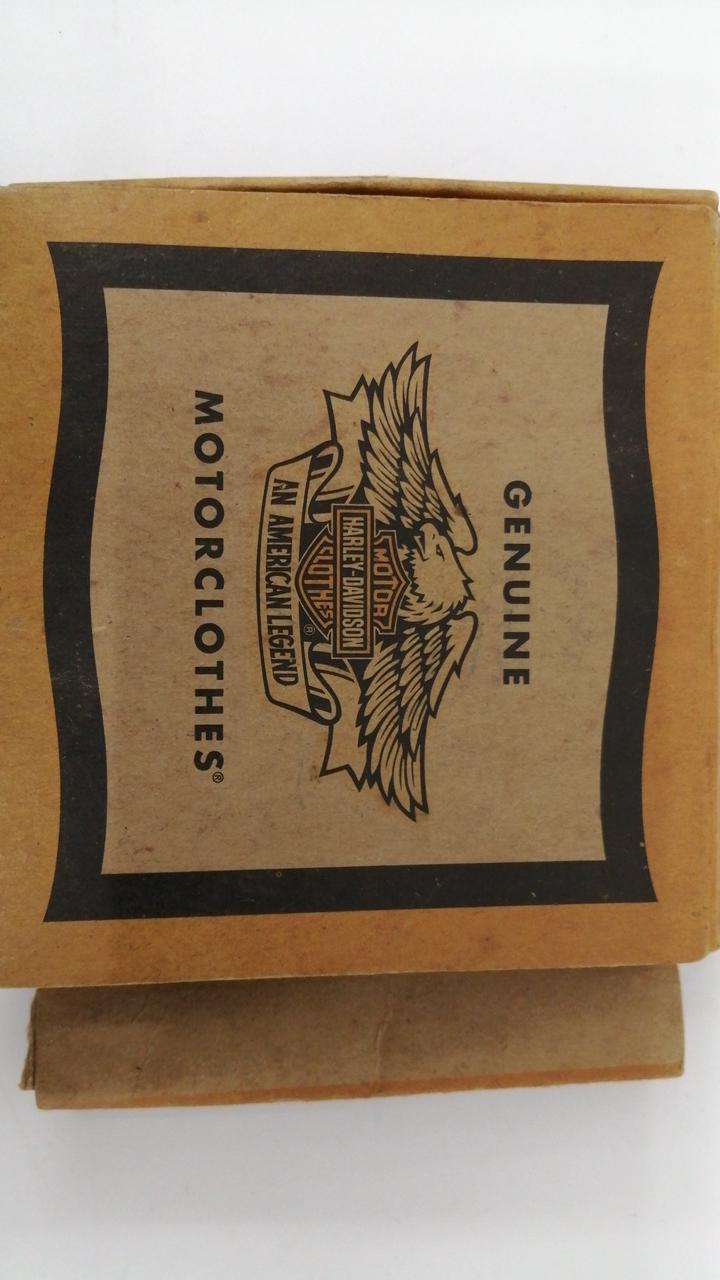 GENUINE
MOTOR
HARLEY-DAVIDSON
CLOTHES
®
AN AMERICAN LEGEND
MOTORCLOTHES®